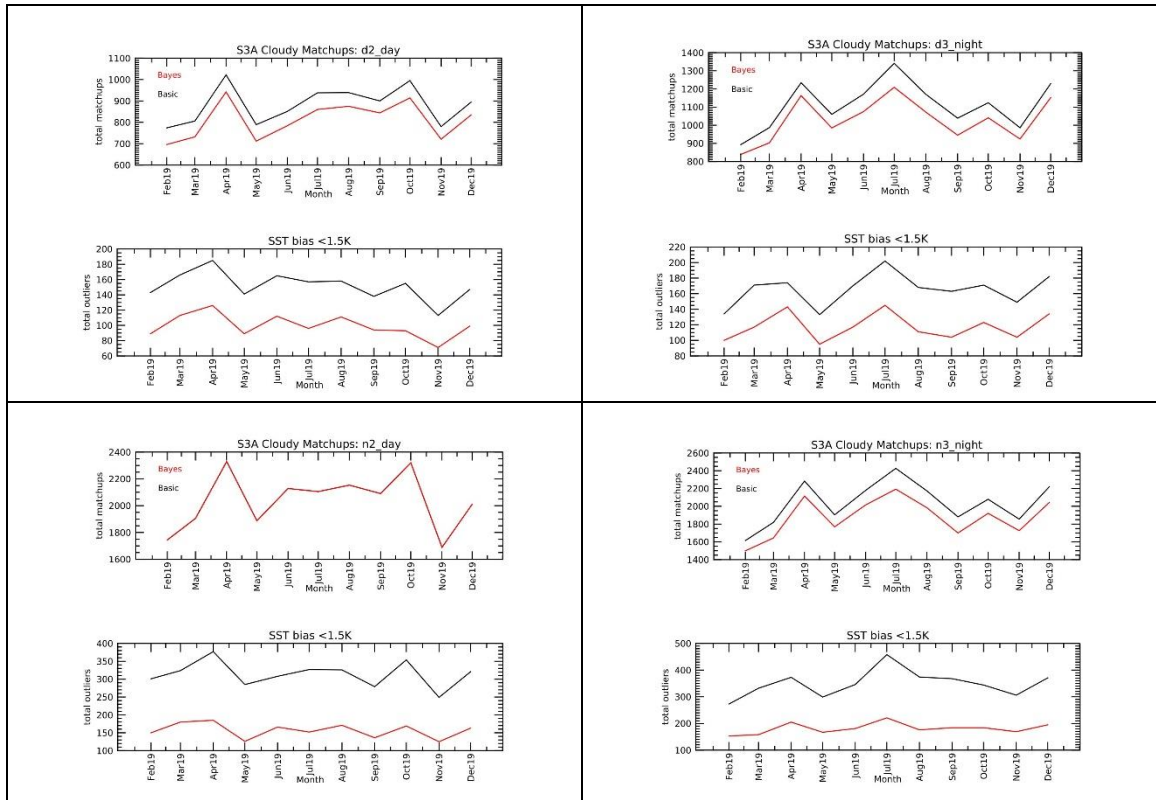 S3A Cloudy Matchups: d2_day
total matchups
1100
1000
900
800
700
600
Bayes
Basic
Feb19
Mar19
Apr19
May19
Jun19
Jul19
Aug19
Sep19
Oct19
Nov19
Dec19
Month
SST bias <1.5K
total outliers
200
180
160
140
120
100
80
60
Feb19
Mar19
Apr19
May19
Jun19
Jul19
Aug19
Sep19
Oct19
Nov19
Dec19
Month
S3A Cloudy Matchups: d3_night
total matchups
1400
1300
1200
1100
1000
900
800
Bayes
Basic
Feb19
Mar19
Apr19
May19
Jun19
Jul19
Aug19
Sep19
Oct19
Nov19
Dec19
Month
SST bias <1.5K
total outliers
220
200
180
160
140
120
100
80
Feb19
Mar19
Apr19
May19
Jun19
Jul19
Aug19
Sep19
Oct19
Nov19
Dec19
Month
S3A Cloudy Matchups: n2_day
total matchups
2400
2200
2000
1800
1600
Bayes
Basic
Feb19
Mar19
Apr19
May19
Jun19
Jul19
Aug19
Sep19
Oct19
Nov19
Dec19
Month
SST bias <1.5K
total outliers
400
350
300
250
200
150
100
Feb19
Mar19
Apr19
May19
Jun19
Jul19
Aug19
Sep19
Oct19
Nov19
Dec19
Month
S3A Cloudy Matchups: n3_night
total matchups
2600
2400
2200
2000
1800
1600
1400
Bayes
Basic
Feb19
Mar19
Apr19
May19
Jun19
Jul19
Aug19
Sep19
Oct19
Nov19
Dec19
Month
SST bias <1.5K
total outliers
500
400
300
200
100
Feb19
Mar19
Apr19
May19
Jun19
Jul19
Aug19
Sep19
Oct19
Nov19
Dec19
Month